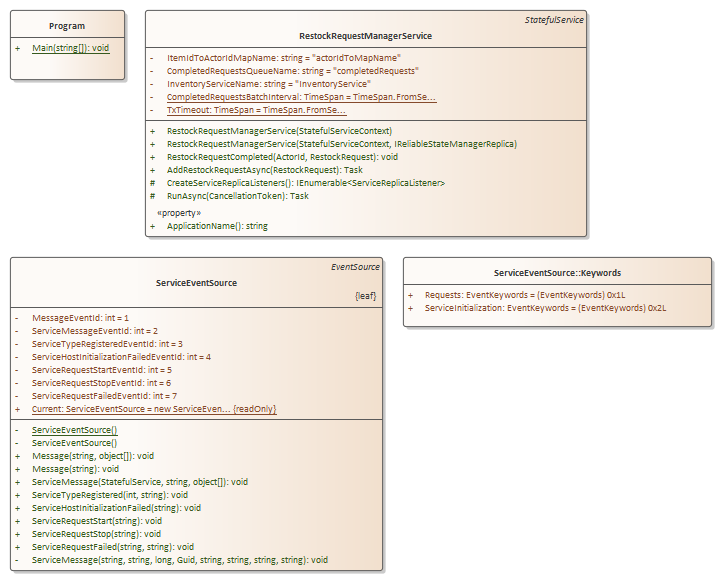 Program
+ Main(string[]): void
StatefulService
RestockRequestManagerService
- ItemIdToActorIdMapName: string = "actorIdToMapName"
- CompletedRequestsQueueName: string = "completedRequests"
- InventoryServiceName: string = "InventoryService"
- CompletedRequestsBatchInterval: TimeSpan = TimeSpan.FromSe...
- TxTimeout: TimeSpan = TimeSpan.FromSe...
+ RestockRequestManagerService(StatefulServiceContext)
+ RestockRequestManagerService(StatefulServiceContext, IReliableStateManagerReplica)
+ RestockRequestCompleted(ActorId, RestockRequest): void
+ AddRestockRequestAsync(RestockRequest): Task
# CreateServiceReplicaListeners(): IEnumerable<ServiceReplicaListener>
# RunAsync(CancellationToken): Task
«property»
+ ApplicationName(): string
EventSource
ServiceEventSource
{leaf}
- MessageEventId: int = 1
- ServiceMessageEventId: int = 2
- ServiceTypeRegisteredEventId: int = 3
- ServiceHostInitializationFailedEventId: int = 4
- ServiceRequestStartEventId: int = 5
- ServiceRequestStopEventId: int = 6
- ServiceRequestFailedEventId: int = 7
+ Current: ServiceEventSource = new ServiceEven... {readOnly}
- ServiceEventSource()
- ServiceEventSource()
+ Message(string, object[]): void
+ Message(string): void
+ ServiceMessage(StatefulService, string, object[]): void
+ ServiceTypeRegistered(int, string): void
+ ServiceHostInitializationFailed(string): void
+ ServiceRequestStart(string): void
+ ServiceRequestStop(string): void
+ ServiceRequestFailed(string, string): void
- ServiceMessage(string, string, long, Guid, string, string, string, string): void
ServiceEventSource::Keywords
+ Requests: EventKeywords = (EventKeywords) 0x1L
+ ServiceInitialization: EventKeywords = (EventKeywords) 0x2L